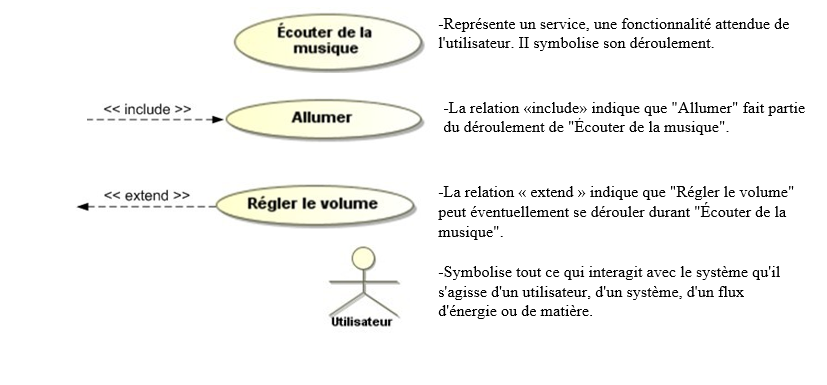 Écouter de la
musique
-Représente un service, une fonctionnalité attendue de
l'utilisateur. II symbolise son déroulement.
<< include >>
Allumer
-La relation «include» indique que "Allumer" fait partie
du déroulement de "Écouter de la musique".
<< extend >>
Régler le volume
-La relation « extend » indique que "Régler le volume"
peut éventuellement se dérouler durant "Écouter de la
musique".
Utilisateur
-Symbolise tout ce qui interagit avec le système qu'il
s'agisse d'un utilisateur, d'un système, d'un flux
d'énergie ou de matière.